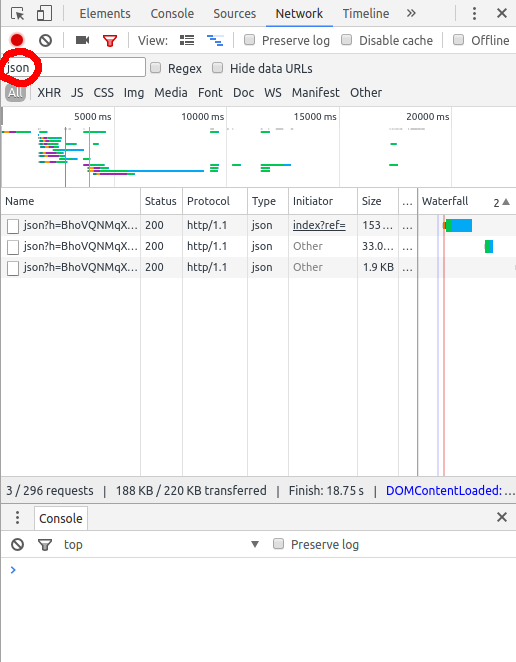 Elements Console Sources Network Timeline »
View: Preserve log Disable cache Offline
json Regex Hide data URLs
All XHR JS CSS Img Media Font Doc WS Manifest Other
5000 ms 10000 ms 15000 ms 20000 ms
Name Status Protocol Type Initiator Size … Waterfall 2▲
json?h=BhoVQNMqX… 200 http/1.1 json index?ref= 153 … …
json?h=BhoVQNMqX… 200 http/1.1 json Other 33.0… …
json?h=BhoVQNMqX… 200 http/1.1 json Other 1.9 KB …
3 / 296 requests | 188 KB / 220 KB transferred | Finish: 18.75 s | DOMContentLoaded: …
Console
top ▼ Preserve log
>